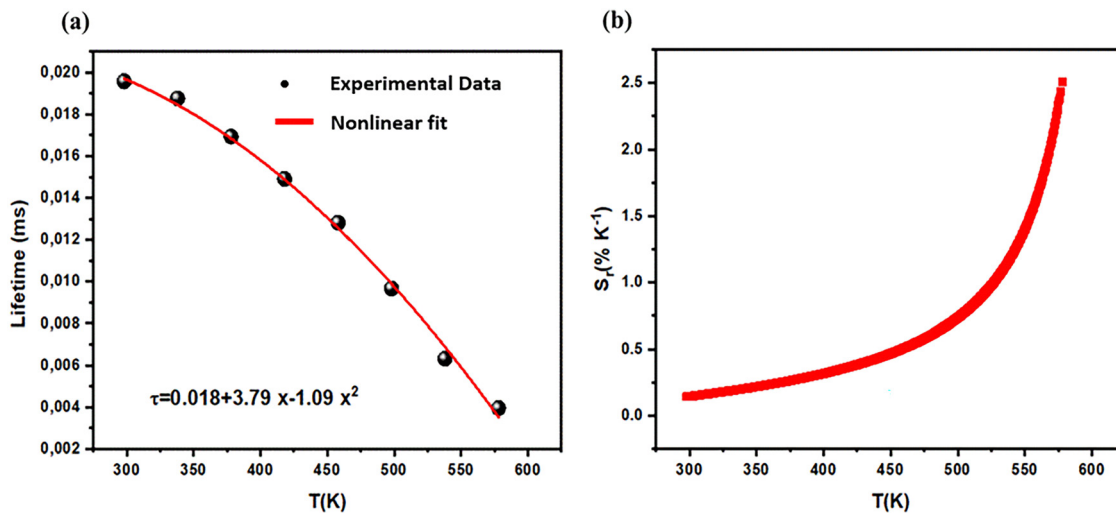 (a)
0,020
0,018
0,016
0,014
0,012
0,010
0,008
0,006
0,004
0,002
Lifetime (ms)
Experimental Data
Nonlinear fit
τ=0.018+3.79 x-1.09 x²
300 350 400 450 500 550 600
T(K)
(b)
2.5
2.0
1.5
1.0
0.5
0.0
Sᵣ(% K⁻¹)
300 350 400 450 500 550 600
T(K)